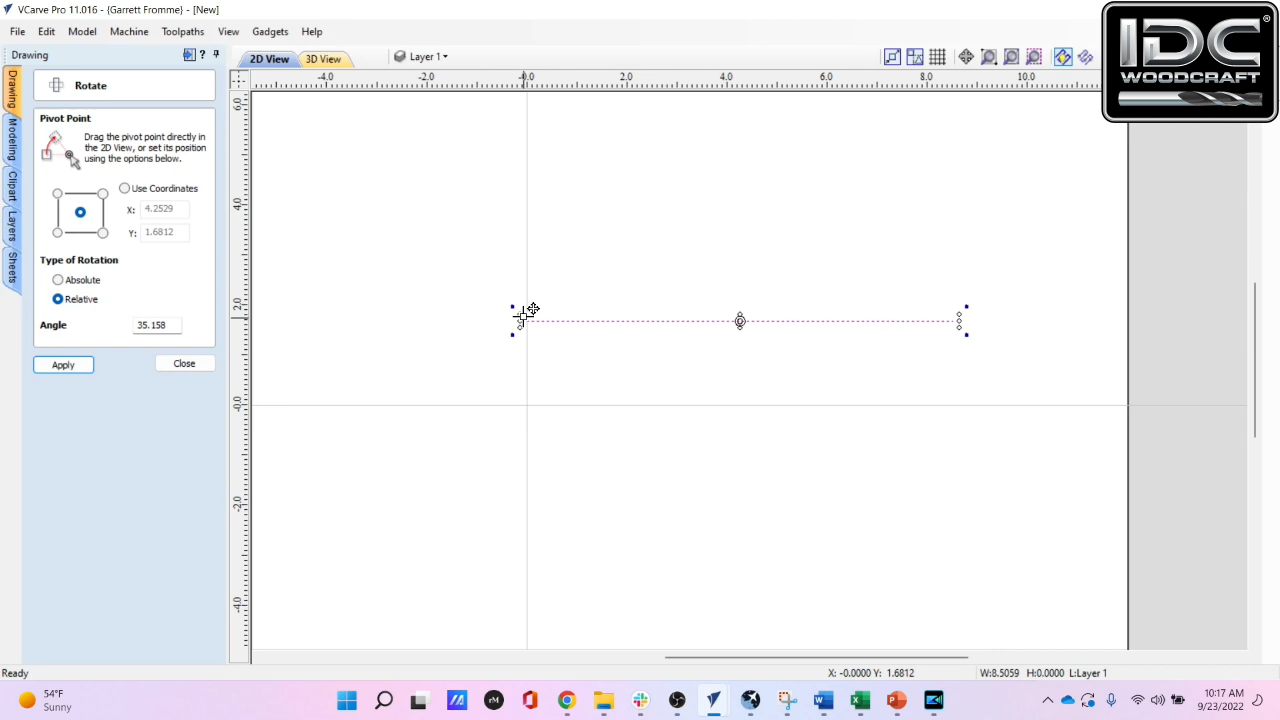 VCarve Pro 11.016 - {Garrett Fromme} - [New]
IDC®
WOODCRAFT
File Edit Model Machine Toolpaths View Gadgets Help
Drawing ?
2D View 3D View Layer 1
-4.0 -2.0 -0.0 2.0 4.0 6.0 8.0 10.0
Rotate
Pivot Point
Drag the pivot point directly in
the 2D View, or set its position
using the options below.
Use Coordinates
X: 4.2529
Y: 1.6812
Type of Rotation
Absolute
Relative
Angle 35.158
Apply Close
Drawing
Modeling
Clipart
Layers
Sheets
6.0
4.0
2.0
-0.0
-2.0
-4.0
Ready X: -0.0000 Y: 1.6812 W:8.5059 H:0.0000 L:Layer 1
54°F
Sunny
rM
10:17 AM
9/23/2022